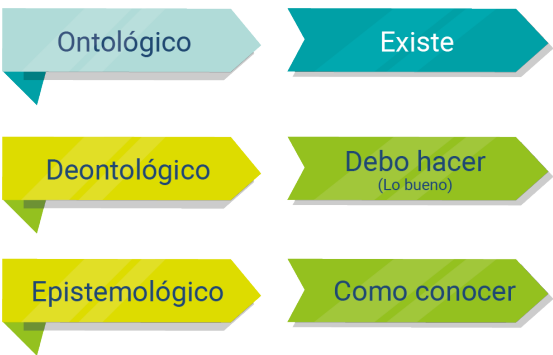 Ontológico
Existe
Deontológico
Debo hacer
(Lo bueno)
Epistemológico
Como conocer